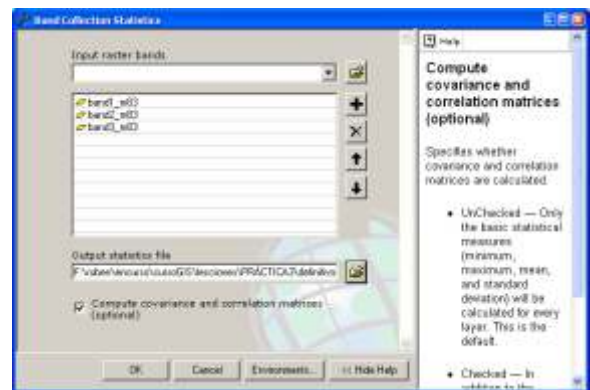 Band Collection Statistics
Input raster bands
band1_m03
band2_m03
band3_m03
Output statistics file
Compute covariance and correlation matrices
(optional)
OK
Cancel
Environments...
<< Hide Help
Help
Compute
covariance and
correlation matrices
(optional)
Specifies whether
covariance and correlation
matrices are calculated.
• UnChecked — Only
the basic statistical
measures
(minimum,
maximum, mean,
and standard
deviation) will be
calculated for every
layer. This is the
default.
• Checked — In
addition to the